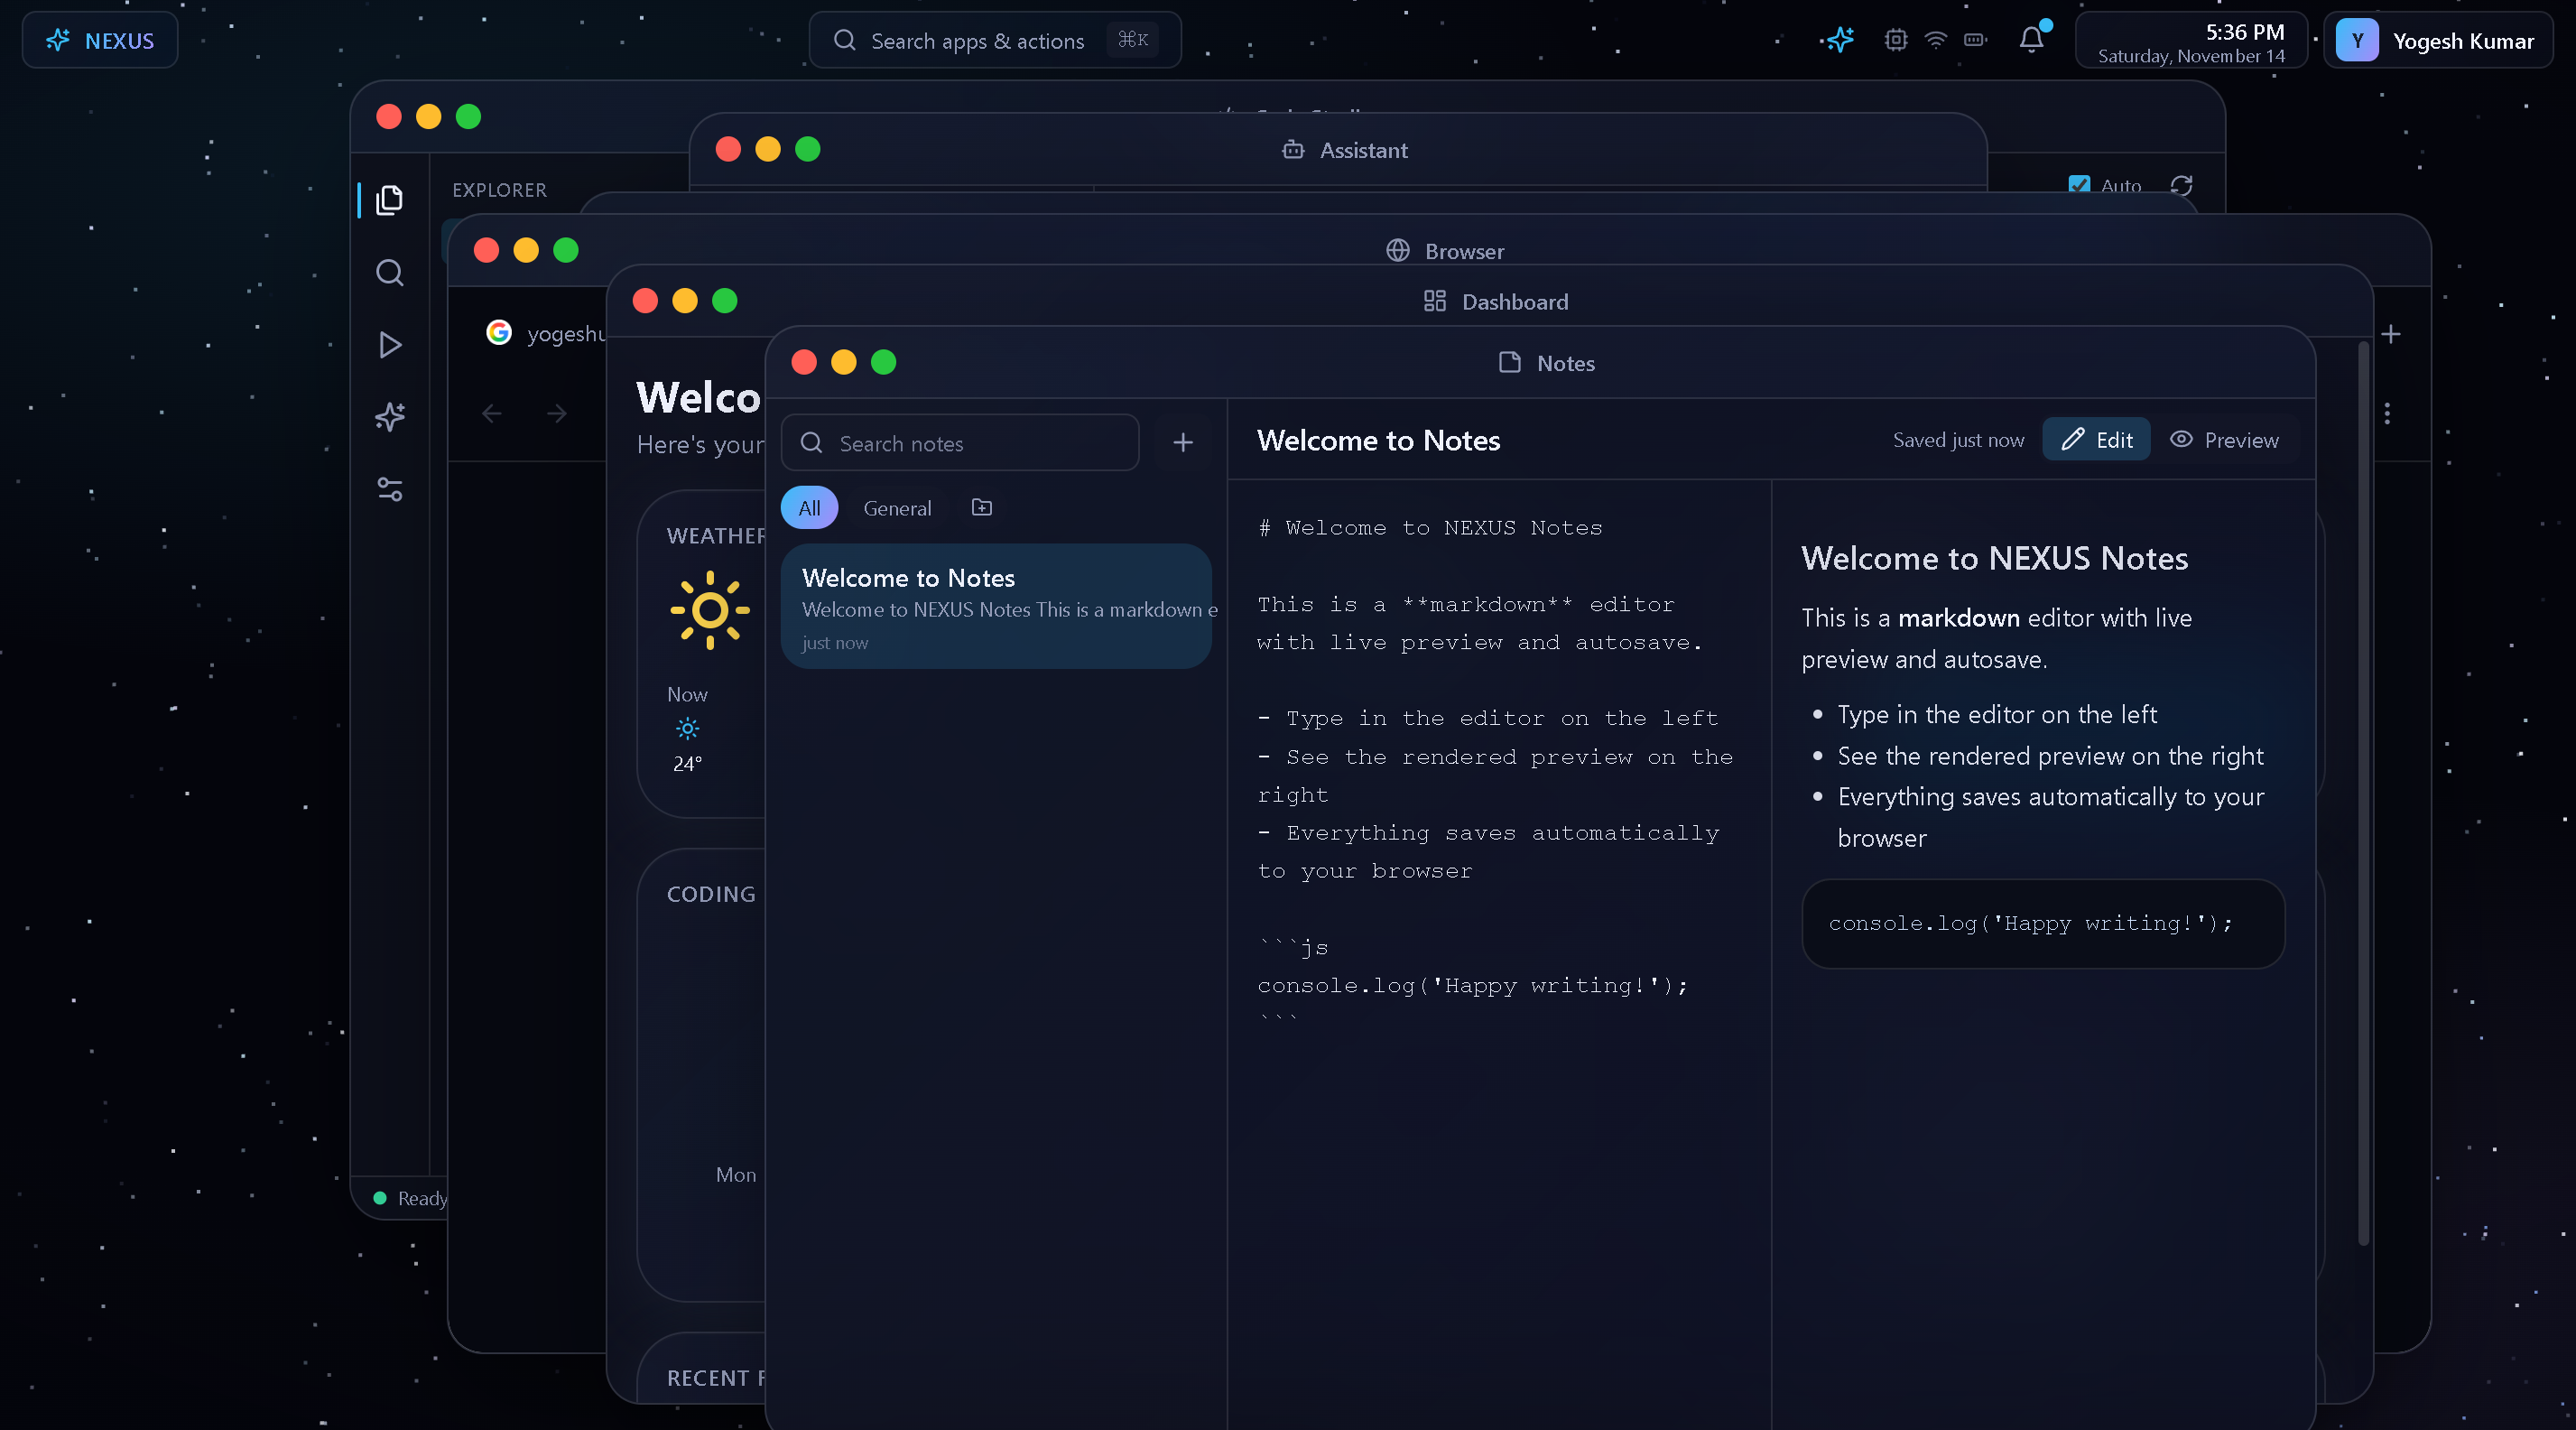 NEXUS
Search apps & actions ⌘K
5:36 PM
Saturday, November 14
Y Yogesh Kumar
Assistant
EXPLORER
Auto
Browser
Dashboard
Notes
Search notes
All General
Welcome to Notes
Welcome to NEXUS Notes This is a markdown e
just now
Welcome to Notes
Saved just now Edit Preview
# Welcome to NEXUS Notes
This is a **markdown** editor
with live preview and autosave.
- Type in the editor on the left
- See the rendered preview on the
right
- Everything saves automatically
to your browser
```js
console.log('Happy writing!');
```
Welcome to NEXUS Notes
This is a markdown editor with live
preview and autosave.
• Type in the editor on the left
• See the rendered preview on the right
• Everything saves automatically to your
browser
console.log('Happy writing!');
Welco
Here's your
WEATHER
Now
24°
CODING
Mon
RECENT
Ready